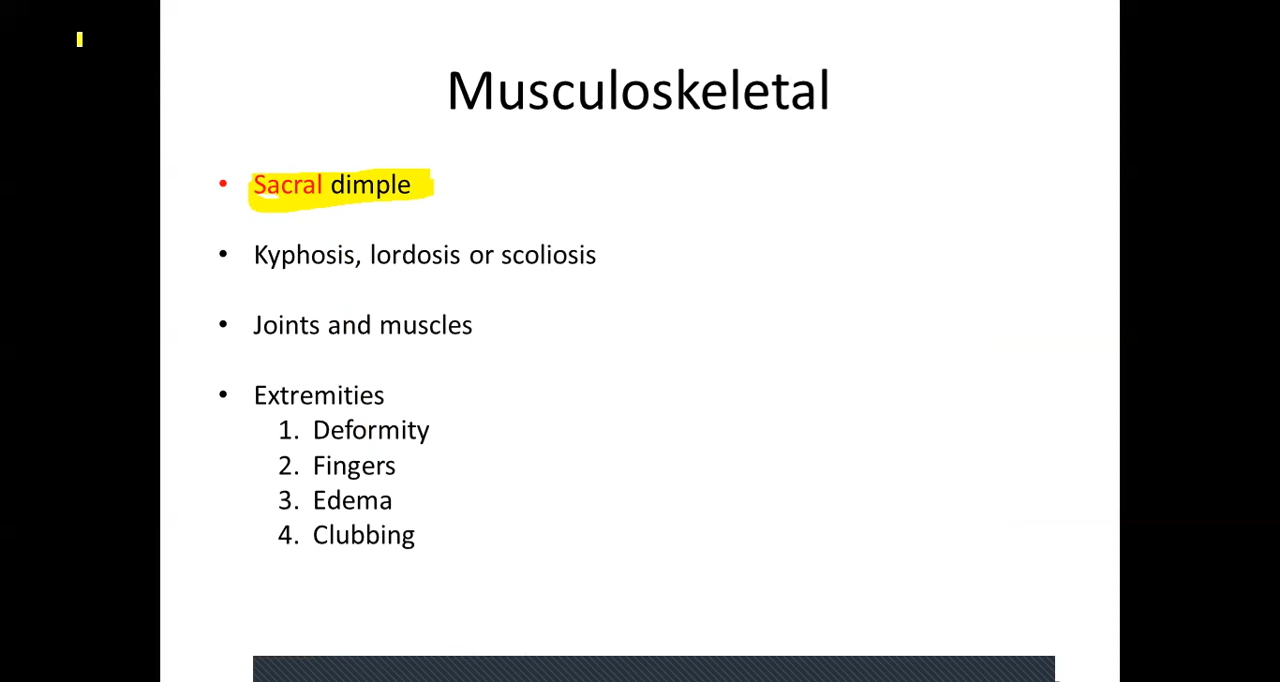 Musculoskeletal
• Sacral dimple
• Kyphosis, lordosis or scoliosis
• Joints and muscles
• Extremities
1. Deformity
2. Fingers
3. Edema
4. Clubbing